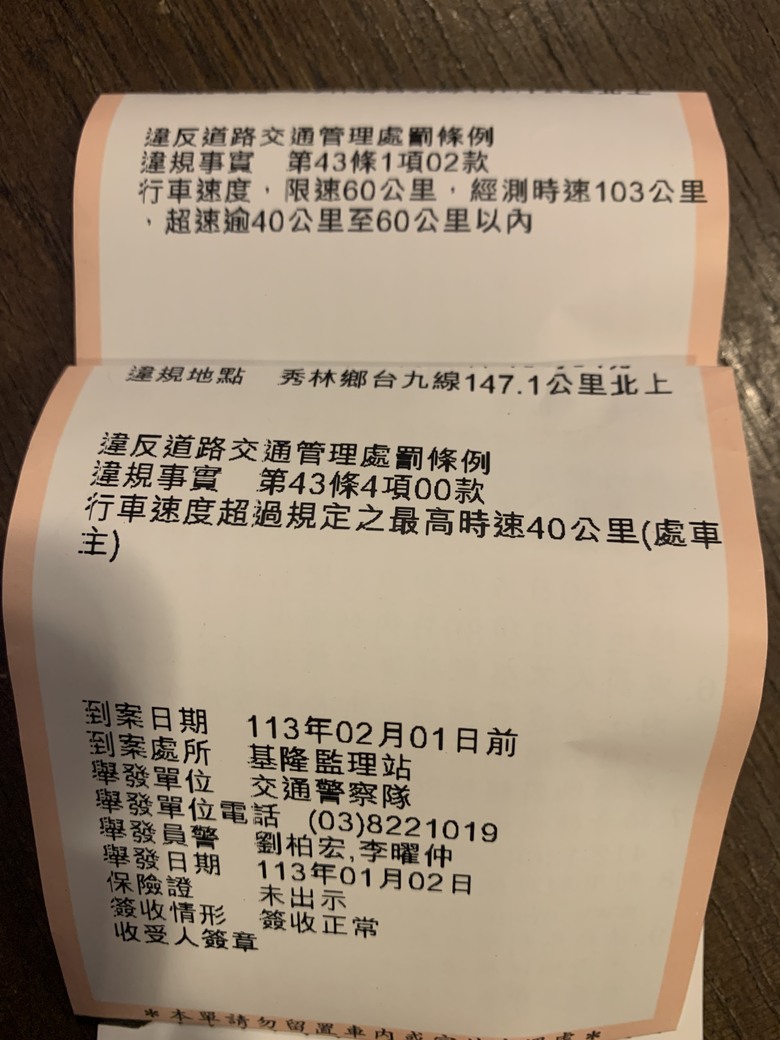 違反道路交通管理處罰條例
違規事實 第43條1項02款
行車速度，限速60公里，經測時速103公里
，超速逾40公里至60公里以內
違規地點 秀林鄉台九線147.1公里北上
違反道路交通管理處罰條例
違規事實 第43條4項00款
行車速度超過規定之最高時速40公里(處車
主)
到案日期 113年02月01日前
到案處所 基隆監理站
舉發單位 交通警察隊
舉發單位電話 (03)8221019
舉發員警 劉柏宏,李曜仲
舉發日期 113年01月02日
保險證 未出示
簽收情形 簽收正常
收受人簽章
*本單請勿留置車內或